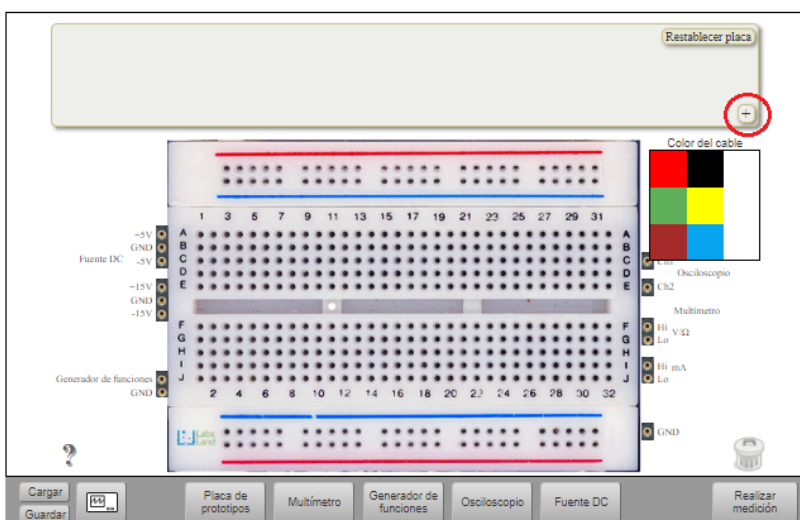 Restablecer placa
+
Color del cable
1 3 5 7 9 11 13 15 17 19 21 23 25 27 29 31
A A
B B
C C
D D
E E
+5V
GND
Fuente DC -5V
+15V
GND
-15V
Ch1
Osciloscopio
Ch2
Multímetro
F F
G G
H H
I I
J J
Hi V/Ω
Lo
Hi mA
Lo
Generador de funciones
GND
2 4 6 8 10 12 14 16 18 20 22 24 26 28 30 32
Labs
Land
GND
?
Cargar
Guardar
Placa de
prototipos
Multímetro
Generador de
funciones
Osciloscopio
Fuente DC
Realizar
medición